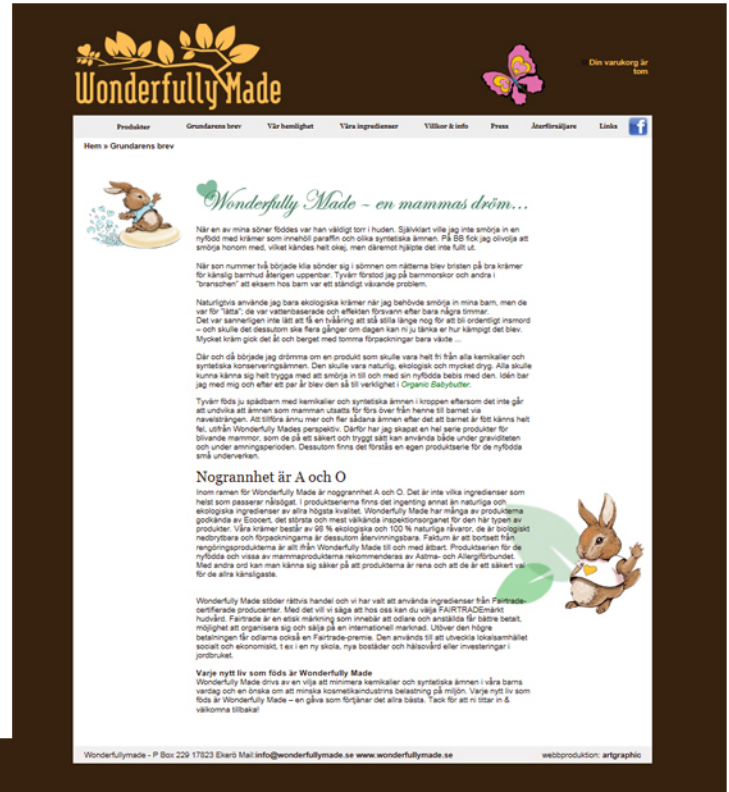 Wonderfully Made
Din varukorg är
tom
Produkter Grundarens brev Vår hemlighet Våra ingredienser Villkor & info Press Återförsäljare Links f
Hem » Grundarens brev
Wonderfully Made – en mammas dröm...
När en av mina söner föddes var han väldigt torr i huden. Självklart ville jag inte smörja in en
nyfödd med krämer som innehöll paraffin och olika syntetiska ämnen. På BB fick jag olivolja att
smörja honom med, vilket kändes helt okej, men däremot hjälpte det inte fullt ut.
När son nummer två började klia sönder sig i sömnen om nätterna blev bristen på bra krämer
för känslig barnhud återigen uppenbar. Tyvärr förstod jag på barnmorskor och andra i
"branschen" att eksem hos barn var ett ständigt växande problem.
Naturligtvis använde jag bara ekologiska krämer när jag behövde smörja in mina barn, men de
var för "lätta"; de var vattenbaserade och effekten försvann efter bara några timmar.
Det var sannerligen inte lätt att få en tvååring att stå stilla länge nog för att bli ordentligt insmord
– och skulle det dessutom ske flera gånger om dagen kan ni ju tänka er hur kämpigt det blev.
Mycket kräm gick det åt och berget med tomma förpackningar bara växte ...
Där och då började jag drömma om en produkt som skulle vara helt fri från alla kemikalier och
syntetiska konserveringsämnen. Den skulle vara naturlig, ekologisk och mycket dryg. Alla skulle
kunna känna sig helt trygga med att smörja in till och med sin nyfödda bebis med den. Idén bar
jag med mig och efter ett par år blev den så till verklighet i Organic Babybutter.
Tyvärr föds ju spädbarn med kemikalier och syntetiska ämnen i kroppen eftersom det inte går
att undvika att ämnen som mamman utsatts för förs över från henne till barnet via
navelsträngen. Att tillföra ännu mer och fler sådana ämnen efter det att barnet är fött känns helt
fel, utifrån Wonderfully Mades perspektiv. Därför har jag skapat en hel serie produkter för
blivande mammor, som de på ett säkert och tryggt sätt kan använda både under graviditeten
och under amningsperioden. Dessutom finns det förstås en egen produktserie för de nyfödda
små underverken.
Nogrannhet är A och O
Inom ramen för Wonderfully Made är noggrannhet A och O. Det är inte vilka ingredienser som
helst som passerar nålsögat. I produktserierna finns det ingenting annat än naturliga och
ekologiska ingredienser av allra högsta kvalitet. Wonderfully Made har många av produkterna
godkända av Ecocert, det största och mest välkända inspektionsorganet för den här typen av
produkter. Våra krämer består av 98 % ekologiska och 100 % naturliga råvaror, de är biologiskt
nedbrytbara och förpackningarna är dessutom återvinningsbara. Faktum är att bortsett från
rengöringsprodukterna är allt från Wonderfully Made till och med ätbart. Produktserien för de
nyfödda och vissa av mammaprodukterna rekommenderas av Astma- och Allergiförbundet.
Med andra ord kan man känna sig säker på att produkterna är rena och att de är ett säkert val
för de allra känsligaste.
Wonderfully Made stöder rättvis handel och vi har valt att använda ingredienser från Fairtrade-
certifierade producenter. Med det vill vi säga att hos oss kan du välja FAIRTRADEmärkt
hudvård. Fairtrade är en etisk märkning som innebär att odlare och anställda får bättre betalt,
möjlighet att organisera sig och sälja på en internationell marknad. Utöver den högre
betalningen får odlarna också en Fairtrade-premie. Den används till att utveckla lokalsamhället
socialt och ekonomiskt, t ex i en ny skola, nya bostäder och hälsovård eller investeringar i
jordbruket.
Varje nytt liv som föds är Wonderfully Made
Wonderfully Made drivs av en vilja att minimera kemikalier och syntetiska ämnen i våra barns
vardag och en önska om att minska kosmetikaindustrins belastning på miljön. Varje nytt liv som
föds är Wonderfully Made – en gåva som förtjänar det allra bästa. Tack för att ni tittar in &
välkomna tillbaka!
Wonderfullymade - P Box 229 17823 Ekerö Mail:info@wonderfullymade.se www.wonderfullymade.se webbproduktion: artgraphic